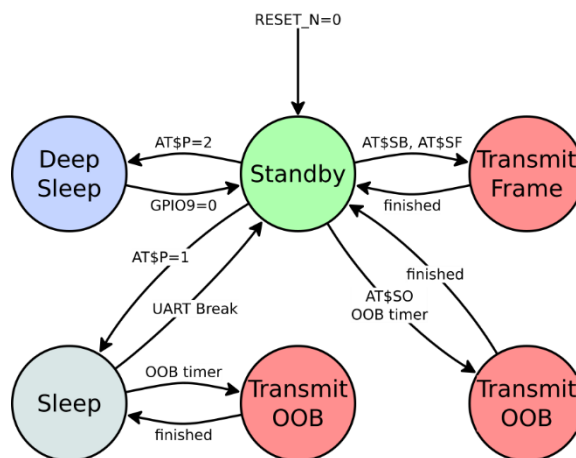 RESET_N=0
Deep
Sleep
AT$P=2
GPIO9=0
Standby
AT$SB, AT$SF
finished
Transmit
Frame
AT$P=1
UART Break
AT$SO
OOB timer
finished
Sleep
OOB timer
finished
Transmit
OOB
Transmit
OOB